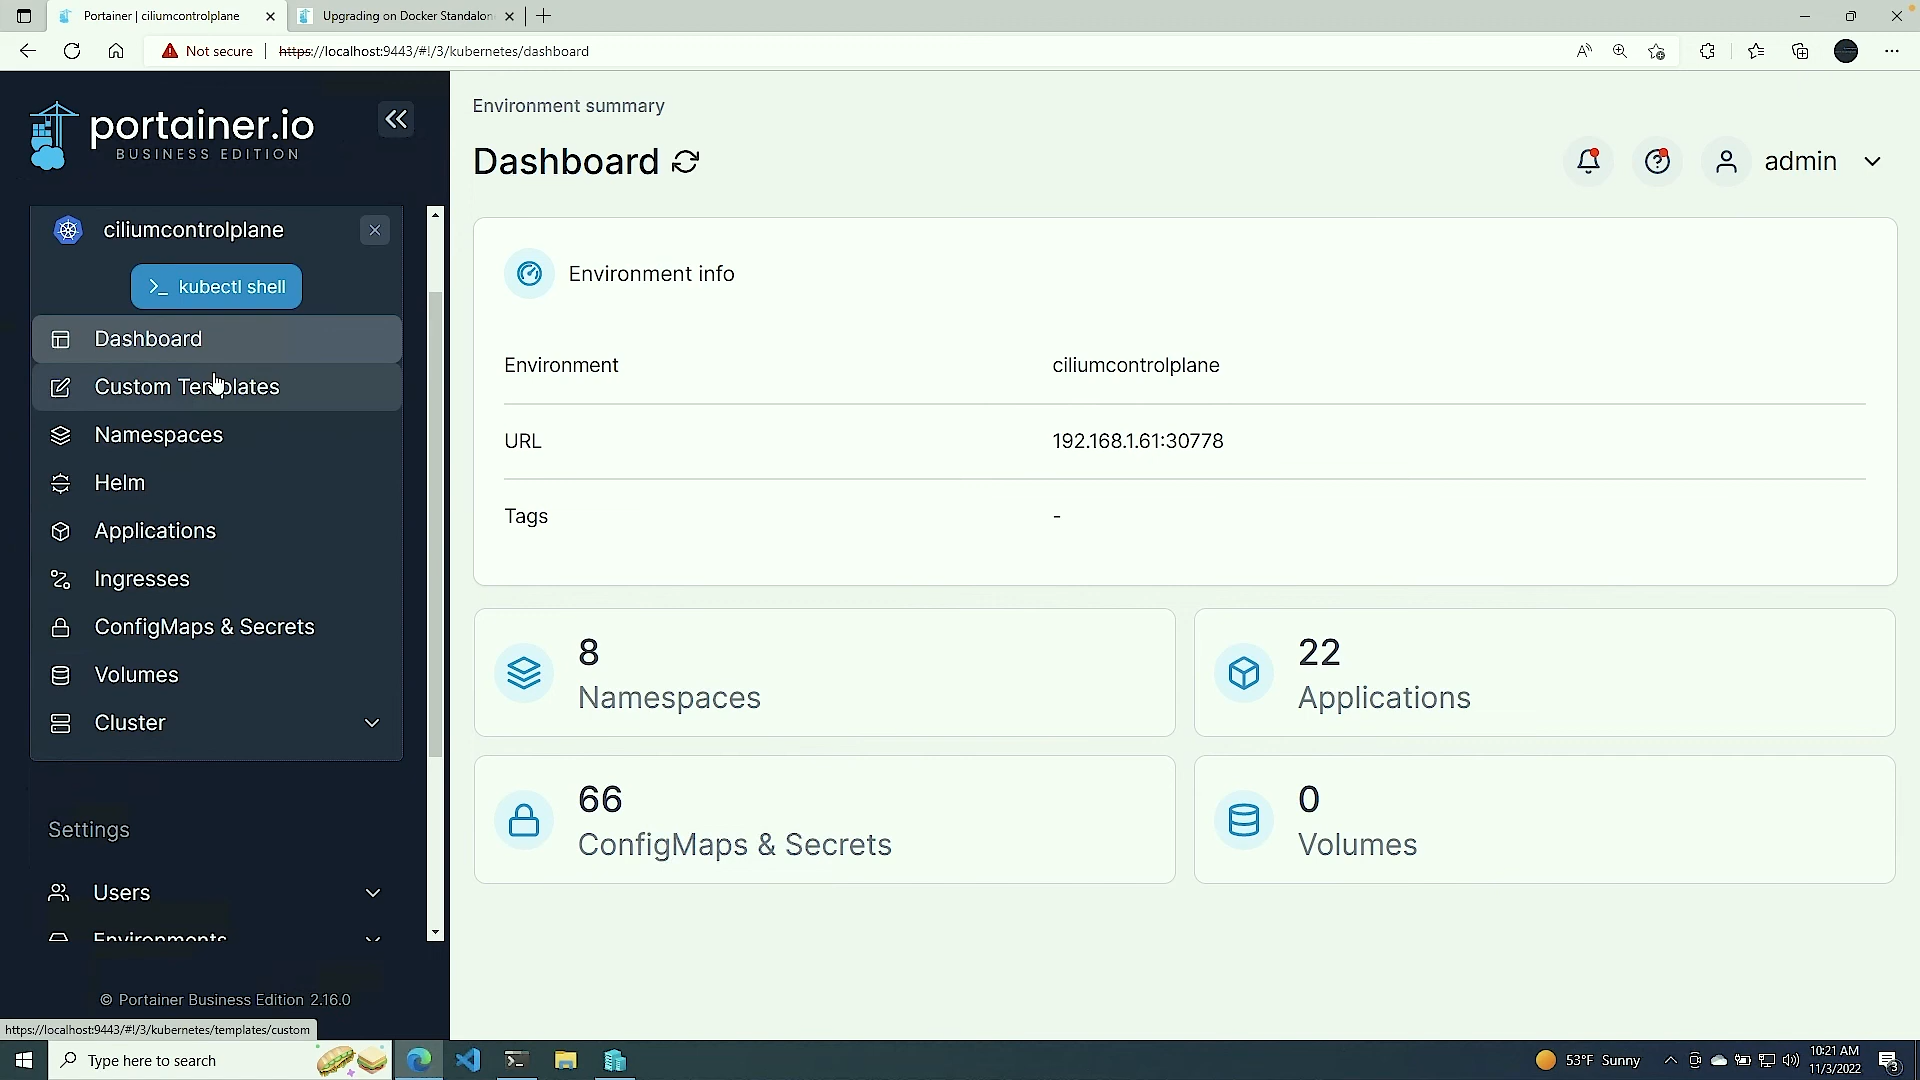 Portainer | ciliumcontrolplane
Upgrading on Docker Standalon
Not secure
https://localhost:9443/#!/3/kubernetes/dashboard
portainer.io
BUSINESS EDITION
ciliumcontrolplane
>_ kubectl shell
Dashboard
Custom Templates
Namespaces
Helm
Applications
Ingresses
ConfigMaps & Secrets
Volumes
Cluster
Settings
Users
Environments
© Portainer Business Edition 2.16.0
https://localhost:9443/#!/3/kubernetes/templates/custom
Environment summary
Dashboard
admin
Environment info
Environment ciliumcontrolplane
URL 192.168.1.61:30778
Tags -
8
Namespaces
22
Applications
66
ConfigMaps & Secrets
0
Volumes
Type here to search
53°F Sunny
10:21 AM
11/3/2022
3